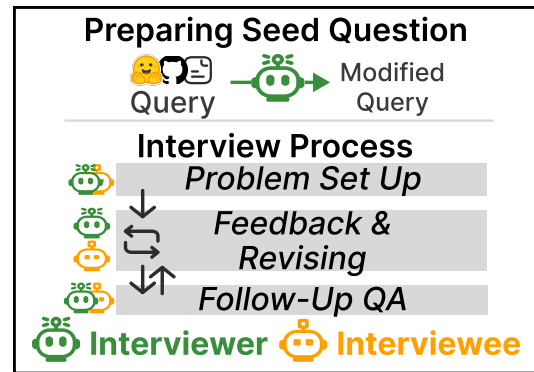 Preparing Seed Question
Query
Modified
Query
Interview Process
Problem Set Up
Feedback &
Revising
Follow-Up QA
Interviewer
Interviewee